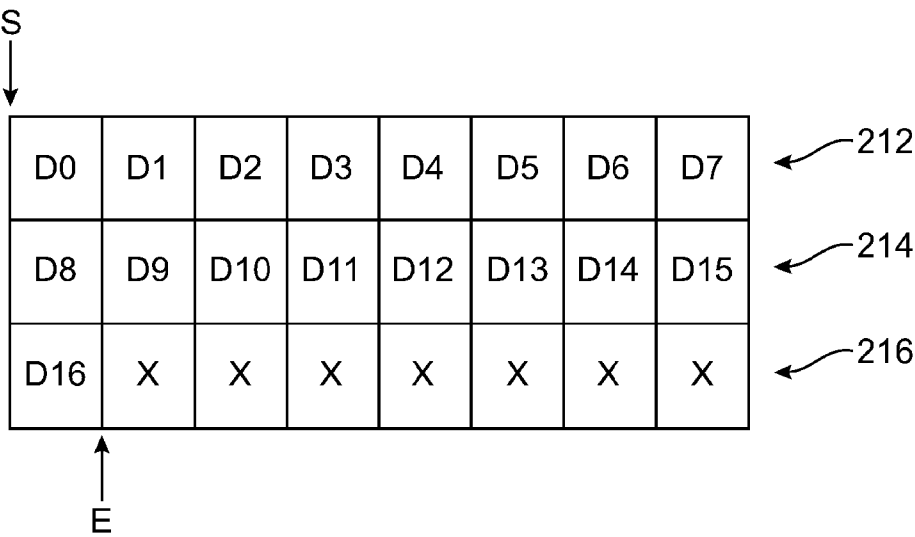 S
D0 D1 D2 D3 D4 D5 D6 D7 212
D8 D9 D10 D11 D12 D13 D14 D15 214
D16 X X X X X X X 216
E